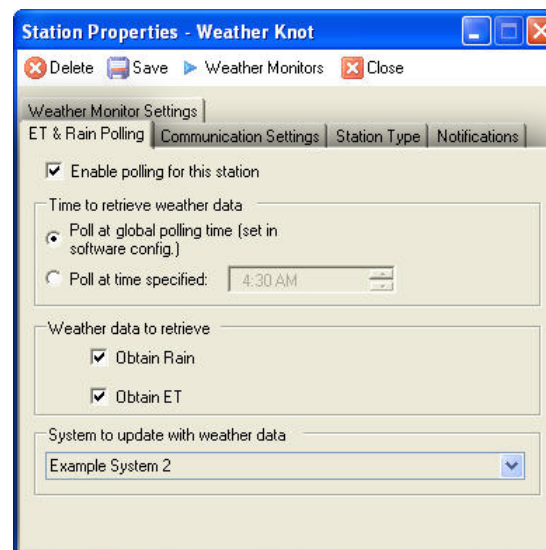 Station Properties - Weather Knot
Delete Save Weather Monitors Close
Weather Monitor Settings
ET & Rain Polling Communication Settings Station Type Notifications
Enable polling for this station
Time to retrieve weather data
Poll at global polling time (set in
software config.)
Poll at time specified: 4:30 AM
Weather data to retrieve
Obtain Rain
Obtain ET
System to update with weather data
Example System 2